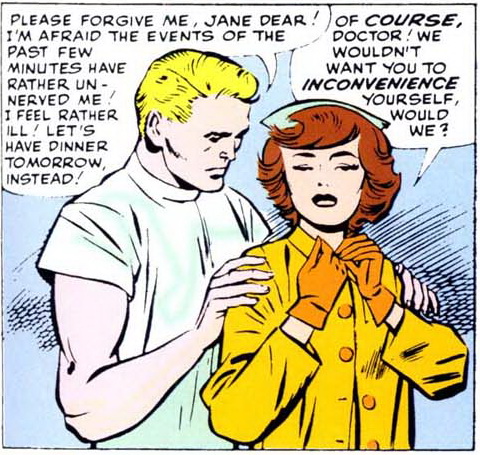 PLEASE FORGIVE ME, JANE DEAR!
I'M AFRAID THE EVENTS OF THE
PAST FEW
MINUTES HAVE
RATHER UN-
NERVED ME!
I FEEL RATHER
ILL! LET'S
HAVE DINNER
TOMORROW,
INSTEAD!
OF COURSE,
DOCTOR! WE
WOULDN'T
WANT YOU TO
INCONVENIENCE
YOURSELF,
WOULD
WE?